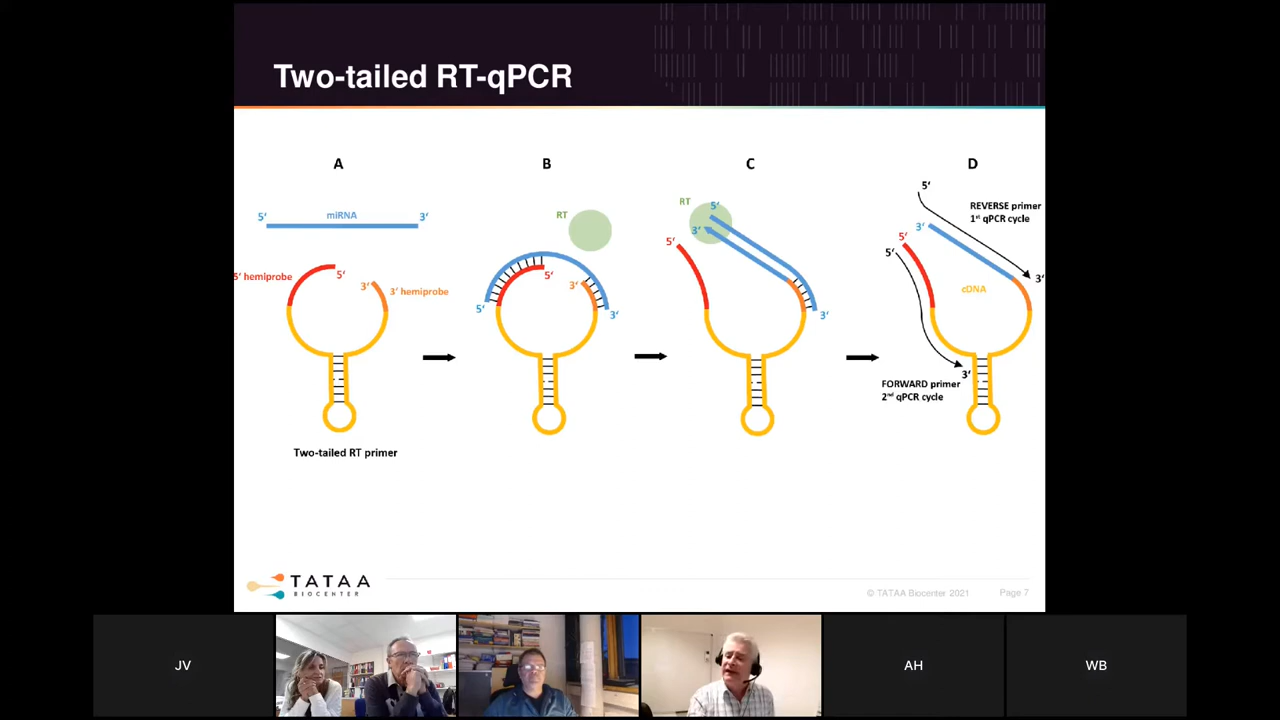 Two-tailed RT-qPCR
A
B
C
D
5'
miRNA
3'
5' hemiprobe
5'
3'
3' hemiprobe
Two-tailed RT primer
RT
5'
3'
5'
3'
RT
5'
3'
5'
3'
5'
REVERSE primer
1st qPCR cycle
3'
5'
5'
3'
cDNA
3'
FORWARD primer
2nd qPCR cycle
TATAA
BIOCENTER
© TATAA Biocenter 2021
Page 7
JV
AH
WB